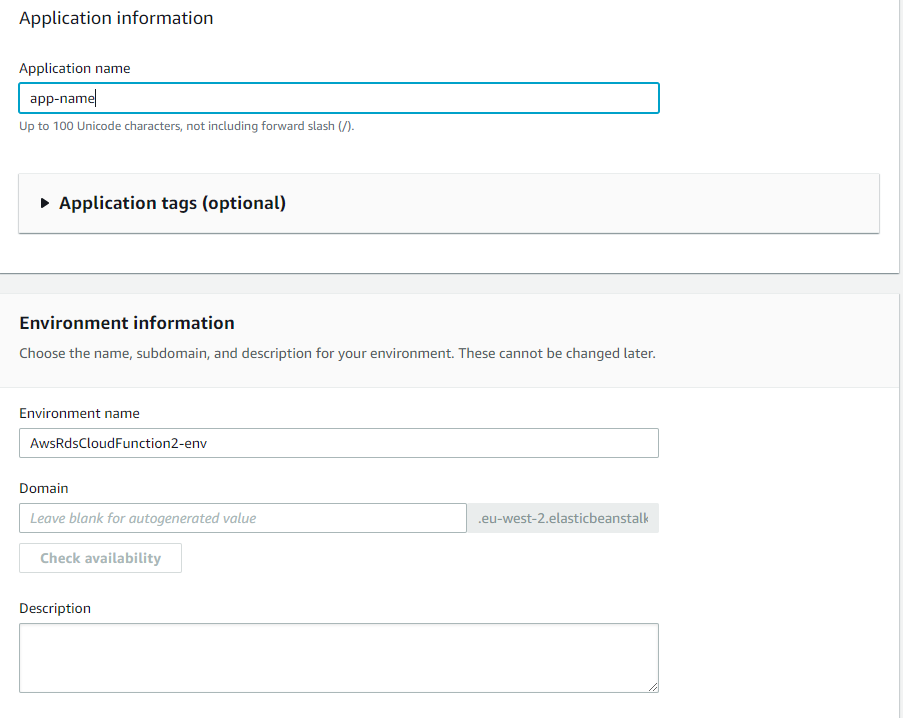 Application information
Application name
app-name
Up to 100 Unicode characters, not including forward slash (/).
Application tags (optional)
Environment information
Choose the name, subdomain, and description for your environment. These cannot be changed later.
Environment name
AwsRdsCloudFunction2-env
Domain
Leave blank for autogenerated value
.eu-west-2.elasticbeanstalk
Check availability
Description